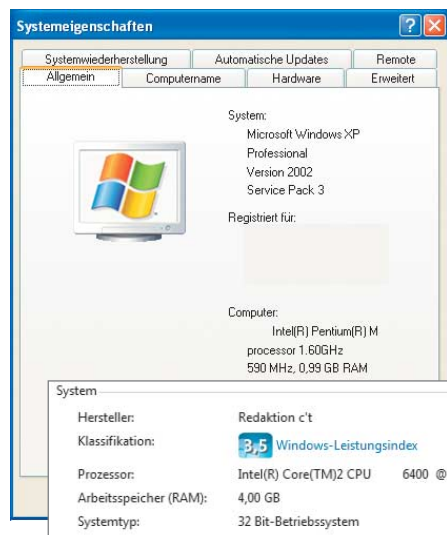 Systemeigenschaften
Systemwiederherstellung Automatische Updates Remote
Allgemein Computername Hardware Erweitert
System:
Microsoft Windows XP
Professional
Version 2002
Service Pack 3
Registriert für:
Computer:
Intel(R) Pentium(R) M
processor 1.60GHz
590 MHz, 0,99 GB RAM
System
Hersteller: Redaktion c't
Klassifikation: 3,5 Windows-Leistungsindex
Prozessor: Intel(R) Core(TM)2 CPU 6400 @
Arbeitsspeicher (RAM): 4,00 GB
Systemtyp: 32 Bit-Betriebssystem